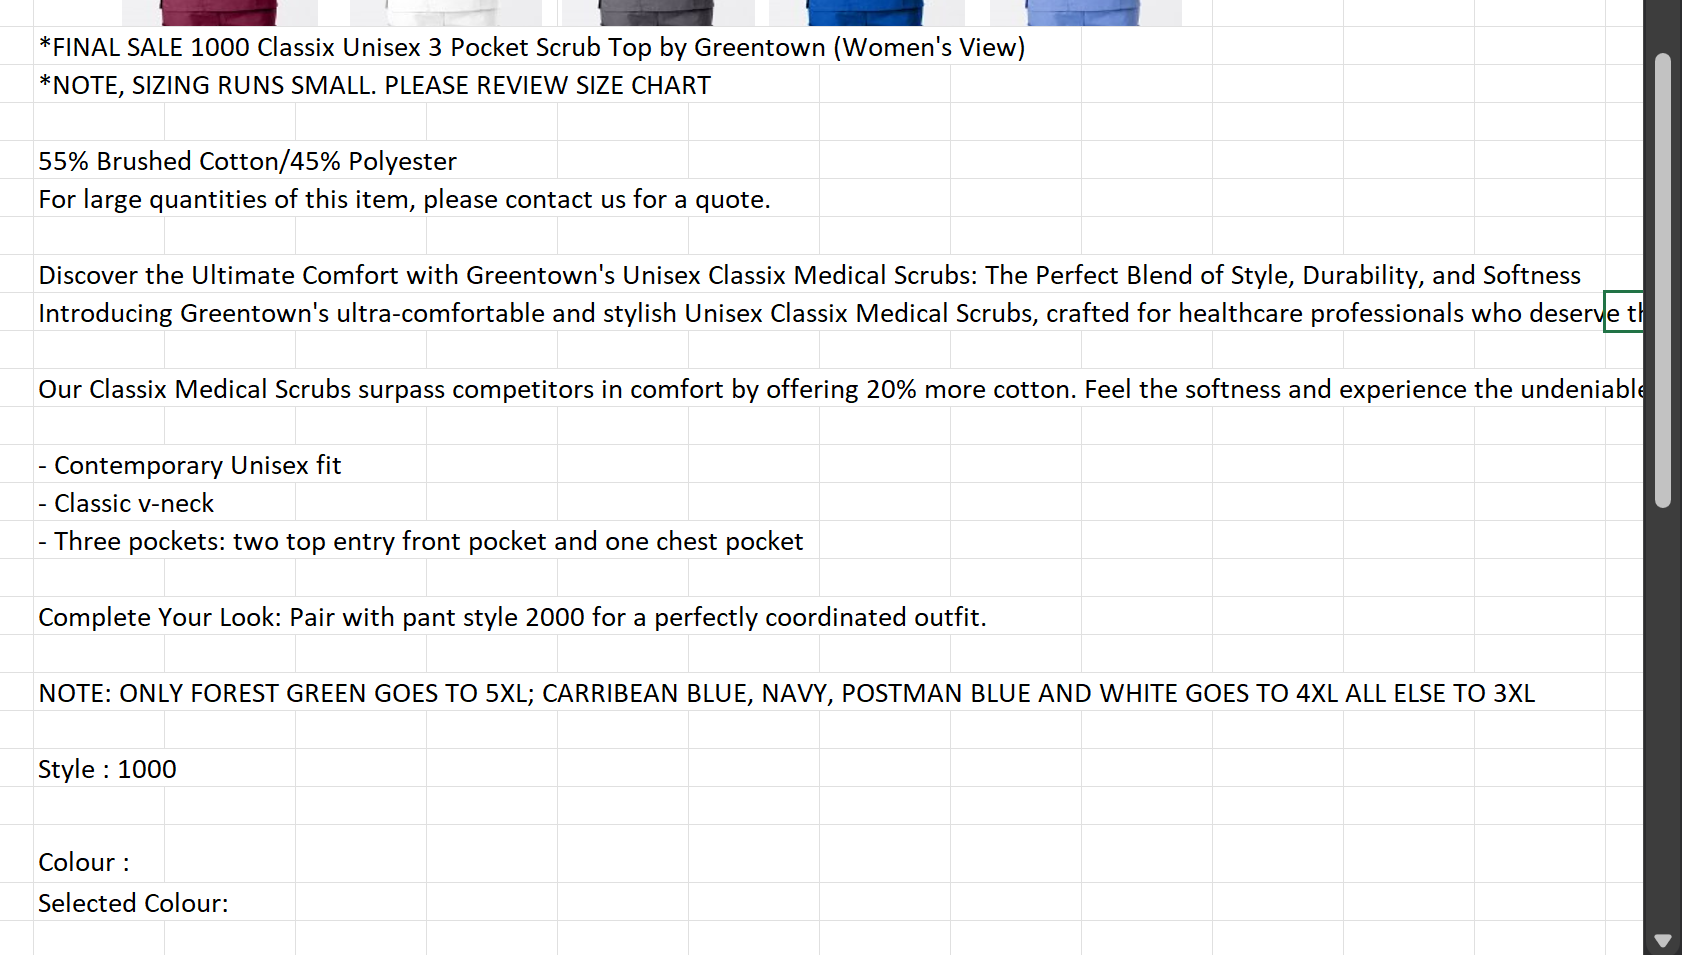 *FINAL SALE 1000 Classix Unisex 3 Pocket Scrub Top by Greentown (Women's View)
*NOTE, SIZING RUNS SMALL. PLEASE REVIEW SIZE CHART
55% Brushed Cotton/45% Polyester
For large quantities of this item, please contact us for a quote.
Discover the Ultimate Comfort with Greentown's Unisex Classix Medical Scrubs: The Perfect Blend of Style, Durability, and Softness
Introducing Greentown's ultra-comfortable and stylish Unisex Classix Medical Scrubs, crafted for healthcare professionals who deserve
Our Classix Medical Scrubs surpass competitors in comfort by offering 20% more cotton. Feel the softness and experience the undeniable
- Contemporary Unisex fit
- Classic v-neck
- Three pockets: two top entry front pocket and one chest pocket
Complete Your Look: Pair with pant style 2000 for a perfectly coordinated outfit.
NOTE: ONLY FOREST GREEN GOES TO 5XL; CARRIBEAN BLUE, NAVY, POSTMAN BLUE AND WHITE GOES TO 4XL ALL ELSE TO 3XL
Style : 1000
Colour :
Selected Colour: